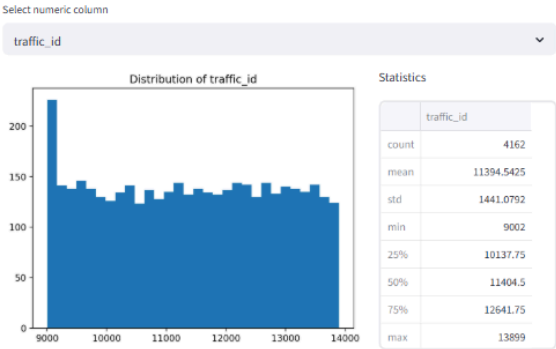 Select numeric column
traffic_id
Distribution of traffic_id
200
150
100
50
0
9000 10000 11000 12000 13000 14000
Statistics
traffic_id
count 4162
mean 11394.5425
std 1441.0792
min 9002
25% 10137.75
50% 11404.5
75% 12641.75
max 13899